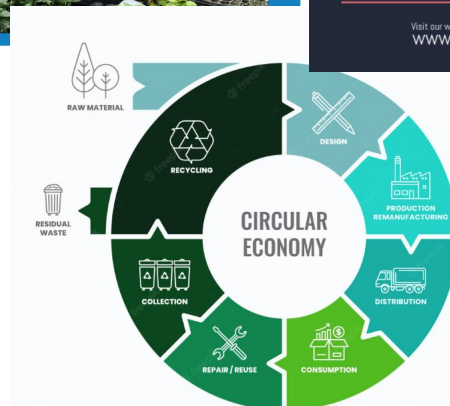 Visit our w
WWW
RAW MATERIAL
DESIGN
RECYCLING
PRODUCTION
REMANUFACTURING
RESIDUAL
WASTE
CIRCULAR
ECONOMY
COLLECTION
DISTRIBUTION
REPAIR / REUSE
CONSUMPTION